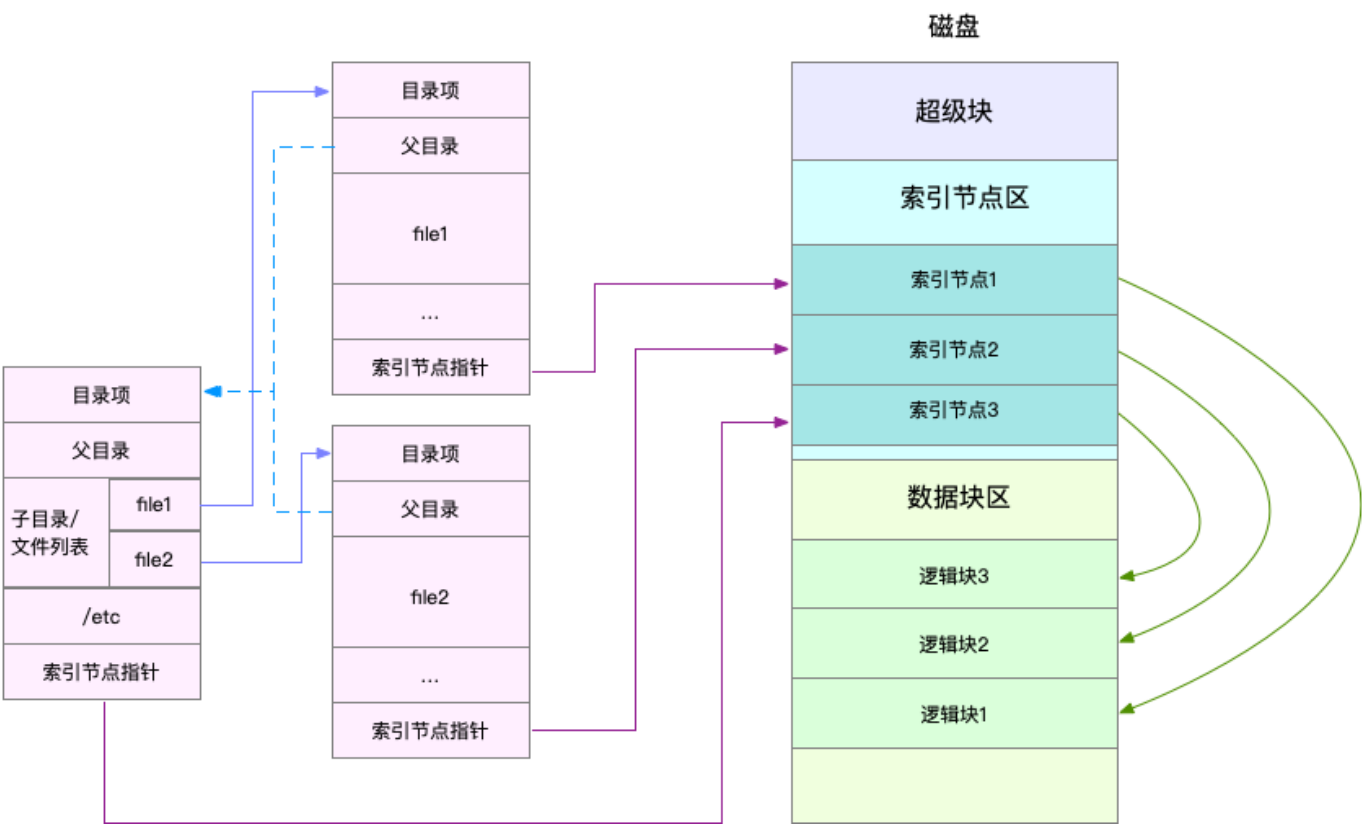 磁盘
目录项
父目录
file1
...
索引节点指针
目录项
父目录
file2
...
索引节点指针
目录项
父目录
子目录/
文件列表
file1
file2
/etc
索引节点指针
超级块
索引节点区
索引节点1
索引节点2
索引节点3
数据块区
逻辑块3
逻辑块2
逻辑块1